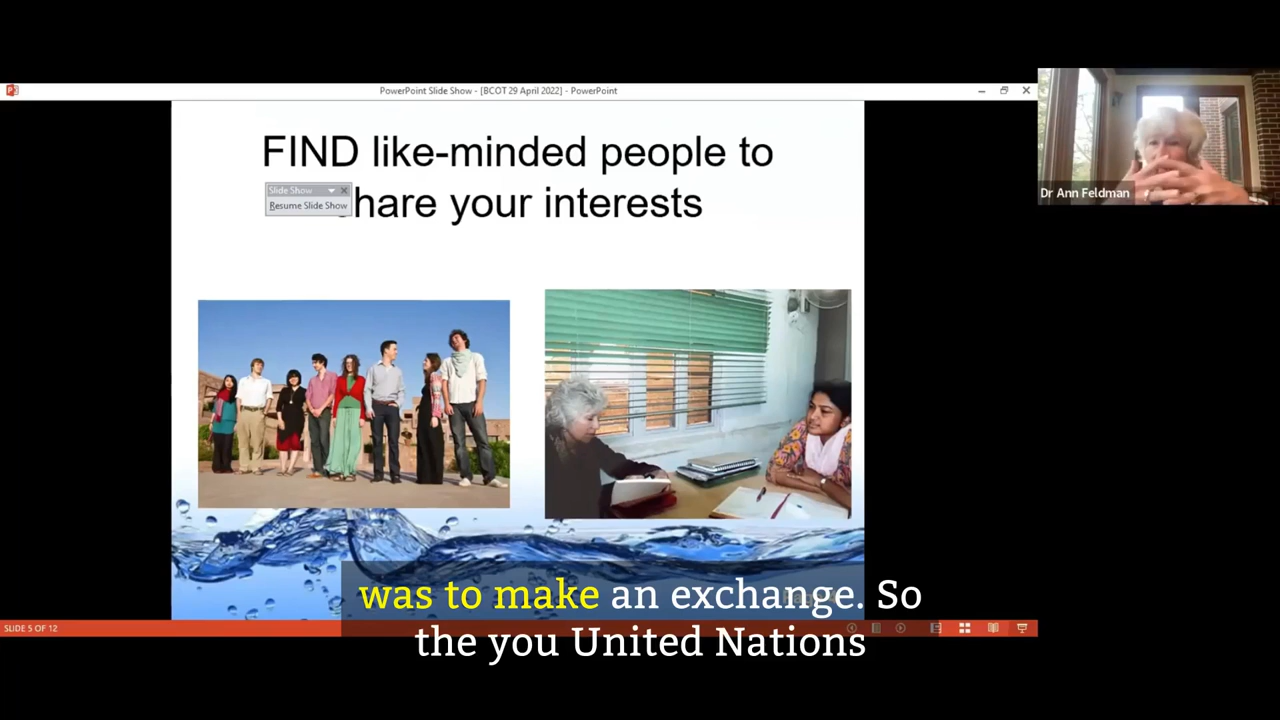 PowerPoint Slide Show - [BCOT 29 April 2022] - PowerPoint
FIND like-minded people to
share your interests
Slide Show
Resume Slide Show
Dr Ann Feldman
was to make an exchange. So
the you United Nations
SLIDE 5 OF 12